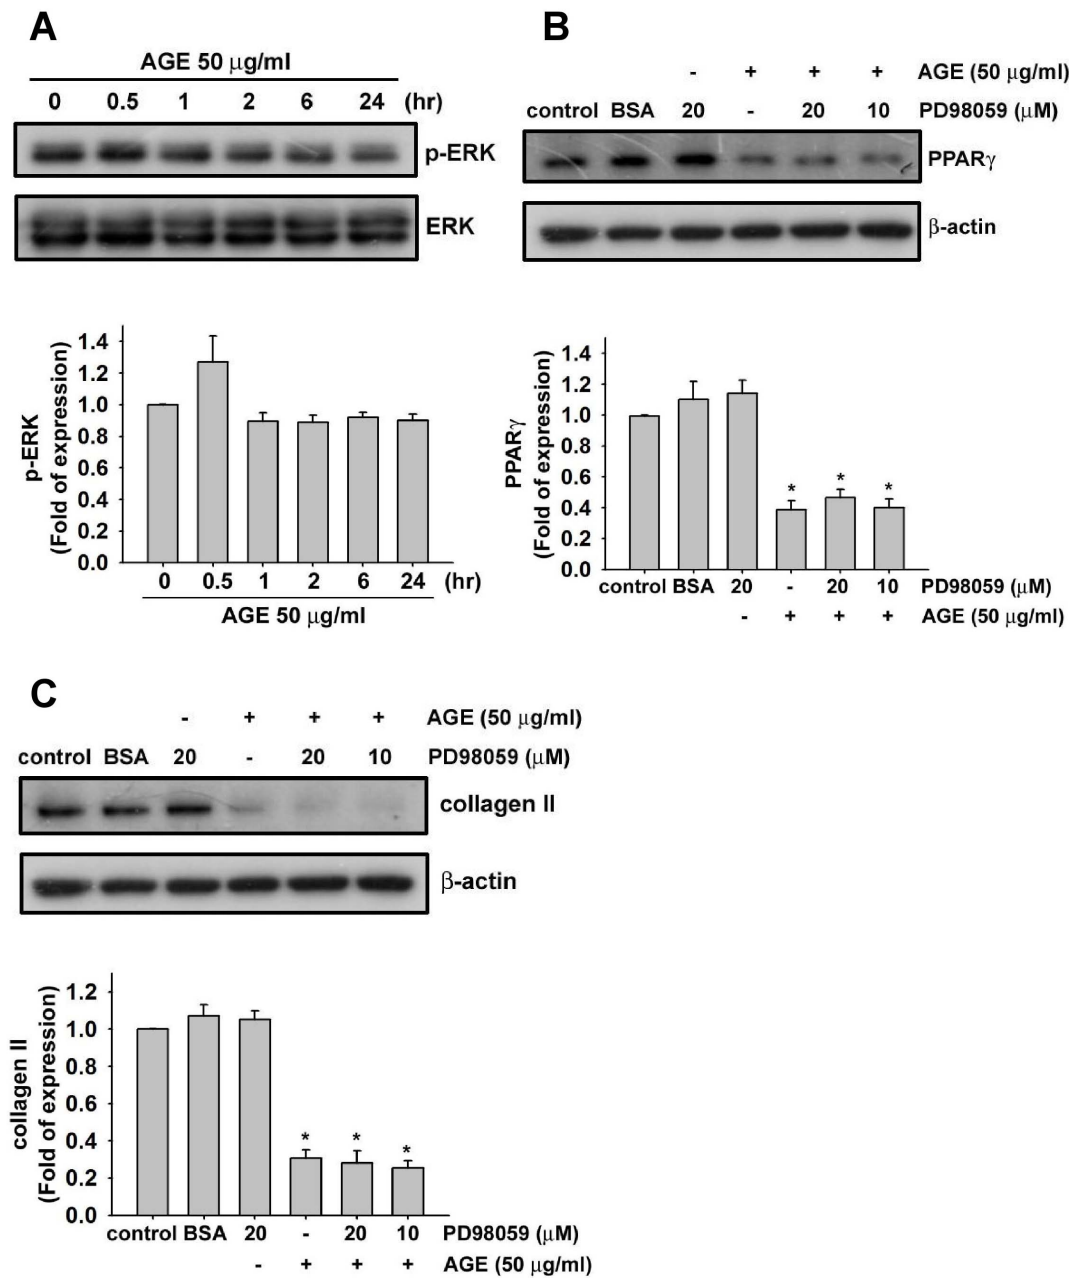 A
AGE 50 μg/ml
0 0.5 1 2 6 24 (hr)
p-ERK
ERK
p-ERK
(Fold of expression)
1.4
1.2
1.0
0.8
0.6
0.4
0.2
0.0
0 0.5 1 2 6 24 (hr)
AGE 50 μg/ml
B
- + + + AGE (50 μg/ml)
control BSA 20 - 20 10 PD98059 (μM)
PPARγ
β-actin
PPARγ
(Fold of expression)
1.4
1.2
1.0
0.8
0.6
0.4
0.2
0.0
* * *
control BSA 20 - 20 10 PD98059 (μM)
- + + + AGE (50 μg/ml)
C
- + + + AGE (50 μg/ml)
control BSA 20 - 20 10 PD98059 (μM)
collagen II
β-actin
collagen II
(Fold of expression)
1.2
1.0
0.8
0.6
0.4
0.2
0.0
* * *
control BSA 20 - 20 10 PD98059 (μM)
- + + + AGE (50 μg/ml)